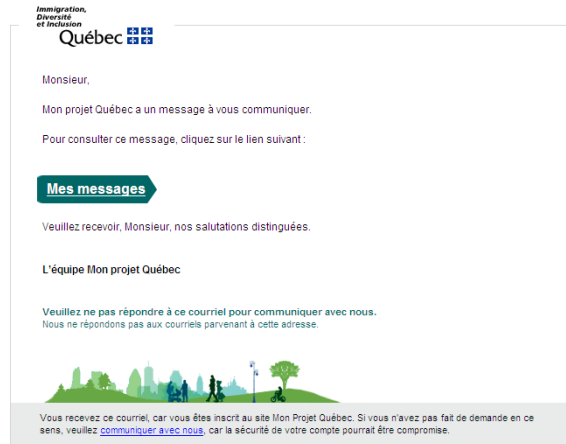 Immigration,
Diversité
et Inclusion
Québec
Monsieur,
Mon projet Québec a un message à vous communiquer.
Pour consulter ce message, cliquez sur le lien suivant :
Mes messages
Veuillez recevoir, Monsieur, nos salutations distinguées.
L'équipe Mon projet Québec
Veuillez ne pas répondre à ce courriel pour communiquer avec nous.
Nous ne répondons pas aux courriels parvenant à cette adresse.
Vous recevez ce courriel, car vous êtes inscrit au site Mon Projet Québec. Si vous n'avez pas fait de demande en ce
sens, veuillez communiquer avec nous, car la sécurité de votre compte pourrait être compromise.